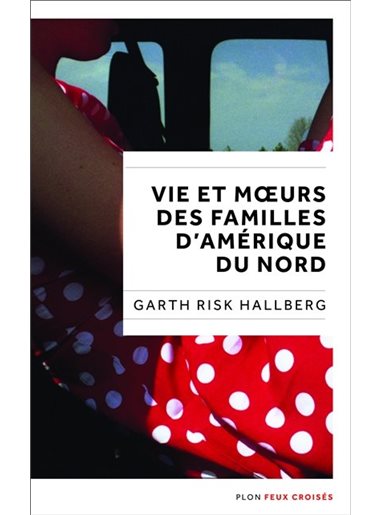 VIE ET MŒURS
DES FAMILLES
D'AMÉRIQUE
DU NORD
GARTH RISK HALLBERG
PLON FEUX CROISÉS